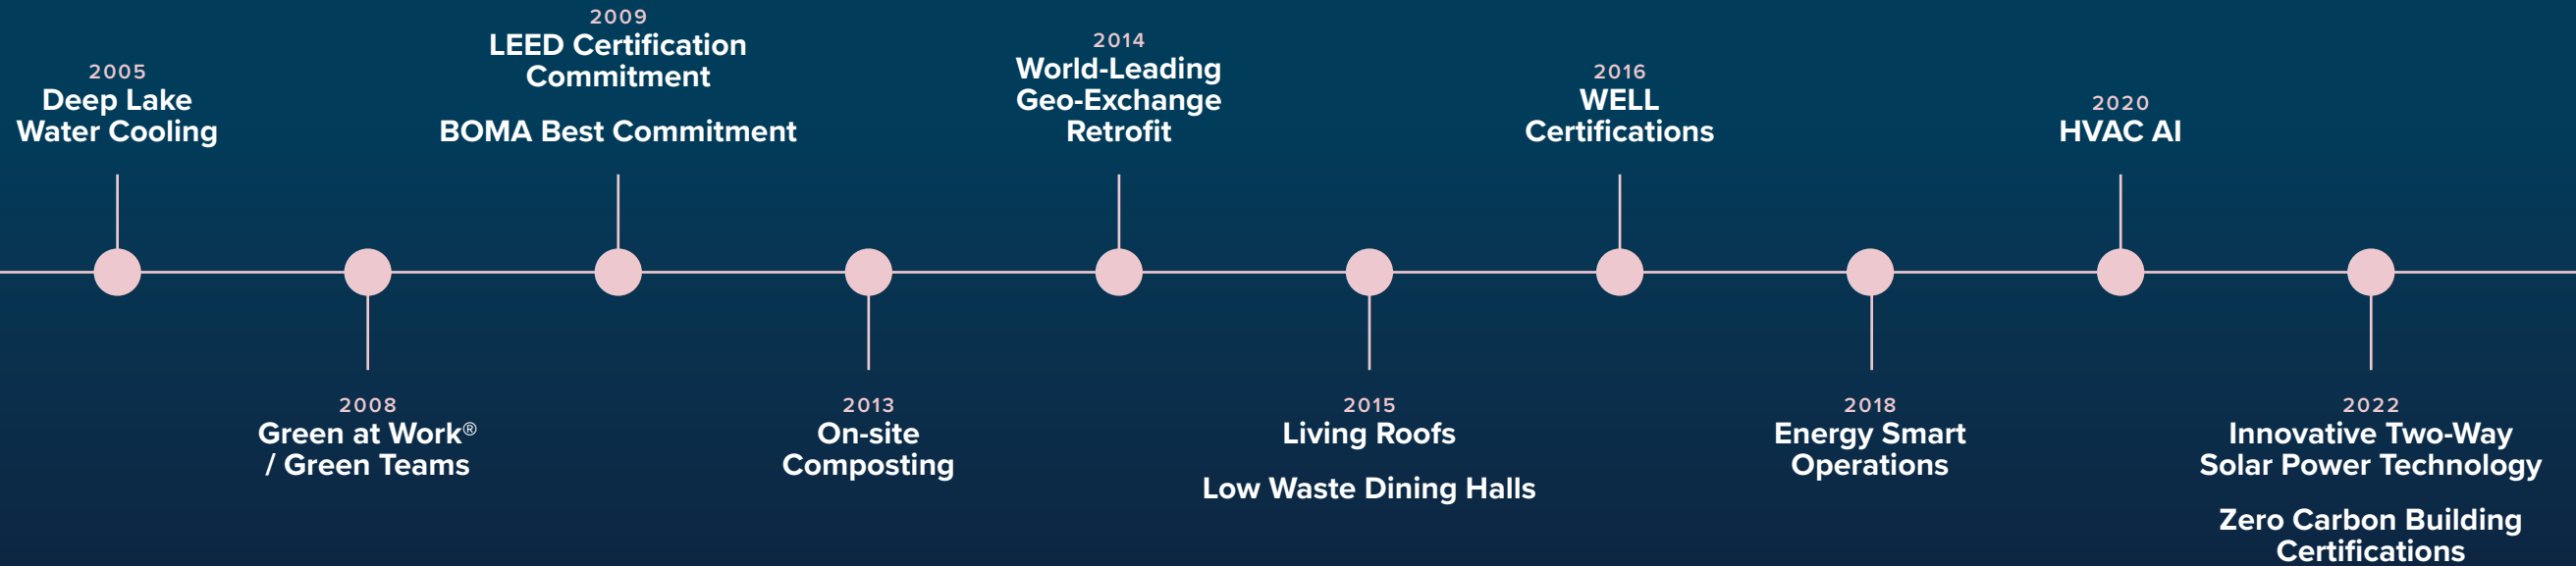 2005
Deep Lake
Water Cooling
2008
Green at Work®
/ Green Teams
2009
LEED Certification
Commitment
BOMA Best Commitment
2013
On-site
Composting
2014
World-Leading
Geo-Exchange
Retrofit
2015
Living Roofs
Low Waste Dining Halls
2016
WELL
Certifications
2018
Energy Smart
Operations
2020
HVAC AI
2022
Innovative Two-Way
Solar Power Technology
Zero Carbon Building
Certifications